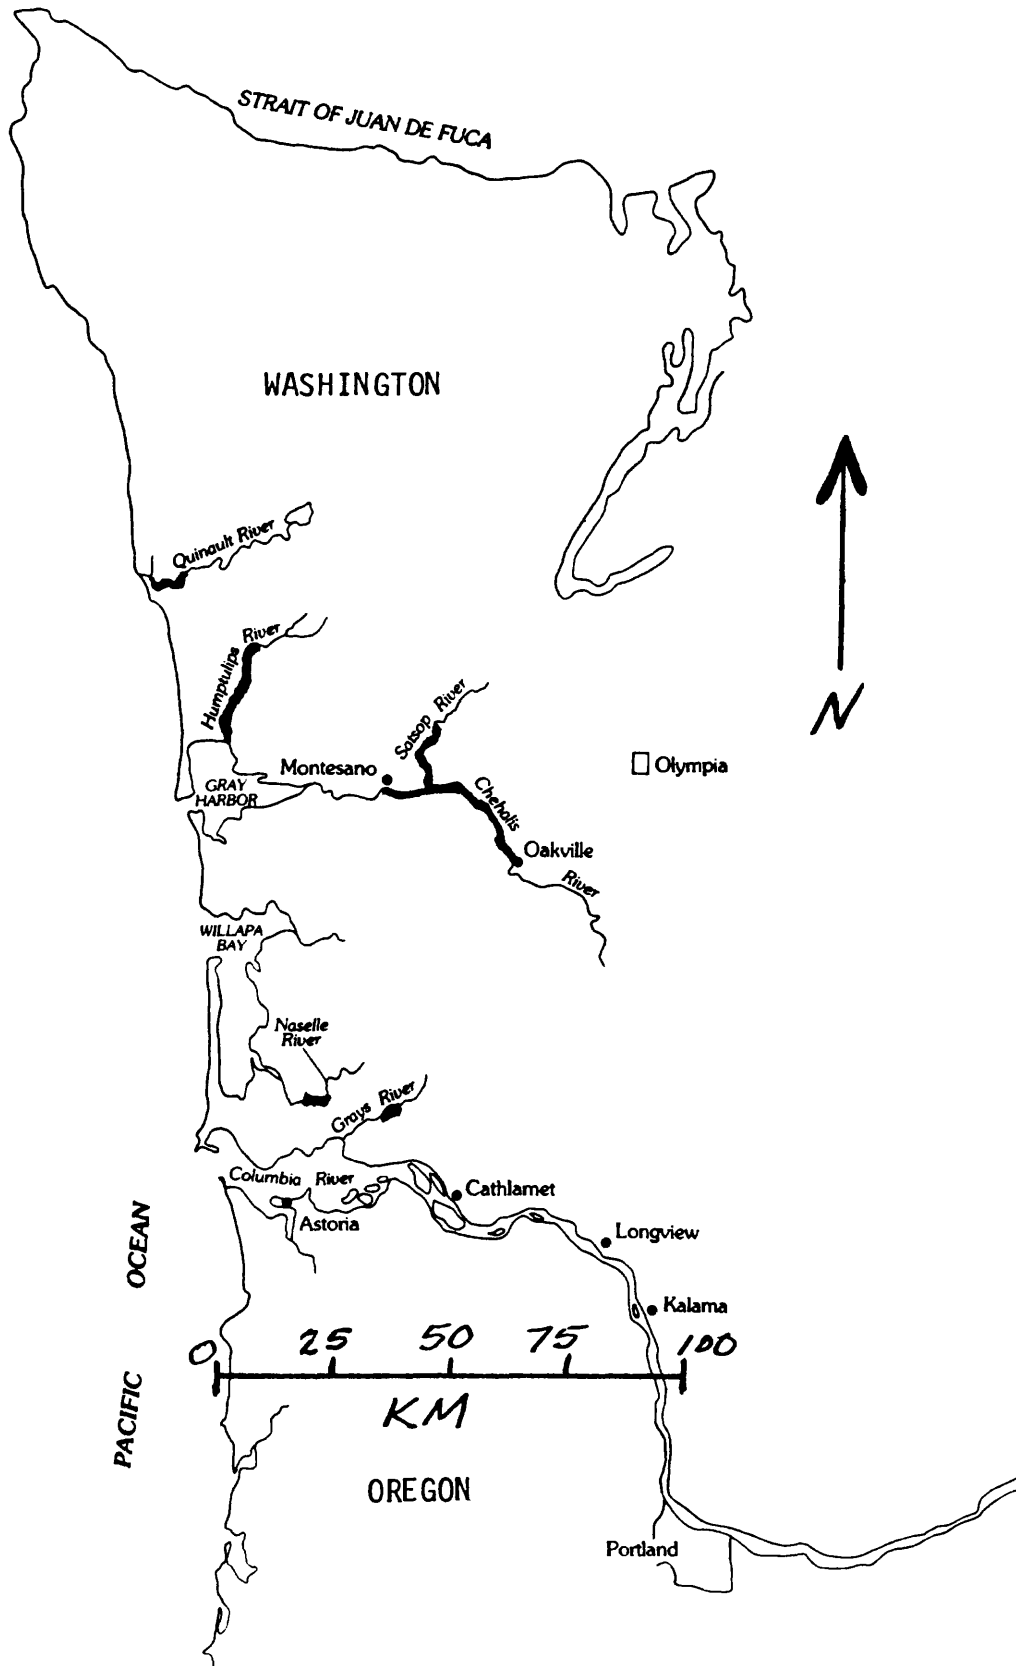 STRAIT OF JUAN DE FUCA
WASHINGTON
Quinault River
Humptulips River
N
Satsop River
Montesano
Olympia
GRAY
HARBOR
Chehalis
River
Oakville
WILLAPA
BAY
Naselle
River
Grays River
Columbia River
Cathlamet
Astoria
Longview
PACIFIC OCEAN
Kalama
0 25 50 75 100
KM
OREGON
Portland